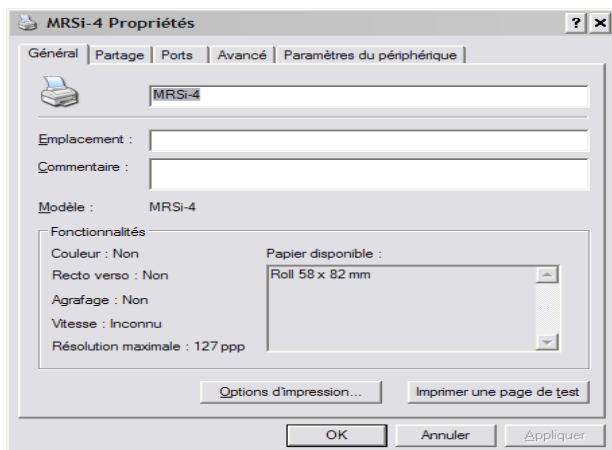 MRSi-4 Propriétés
Général Partage Ports Avancé Paramètres du périphérique
MRSi-4
Emplacement :
Commentaire :
Modèle : MRSi-4
Fonctionnalités
Couleur : Non Papier disponible :
Recto verso : Non Roll 58 x 82 mm
Agrafage : Non
Vitesse : Inconnu
Résolution maximale : 127 ppp
Options d'impression... Imprimer une page de test
OK Annuler Appliquer